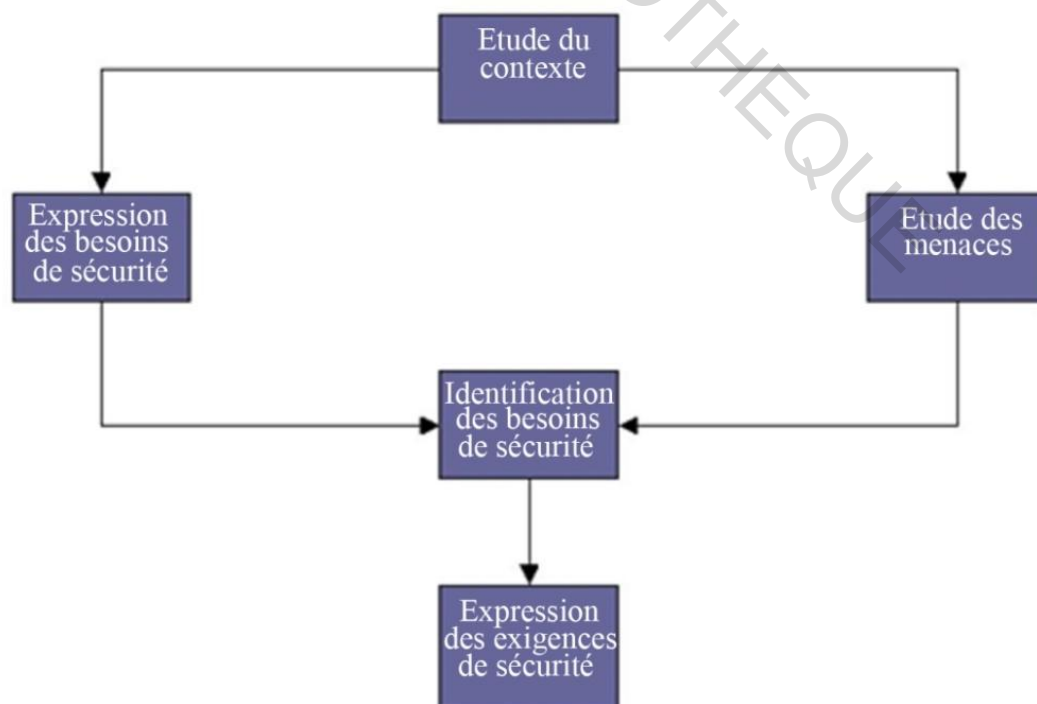 Etude du
contexte
Expression
des besoins
de sécurité
Etude des
menaces
Identification
des besoins
de sécurité
Expression
des exigences
de sécurité